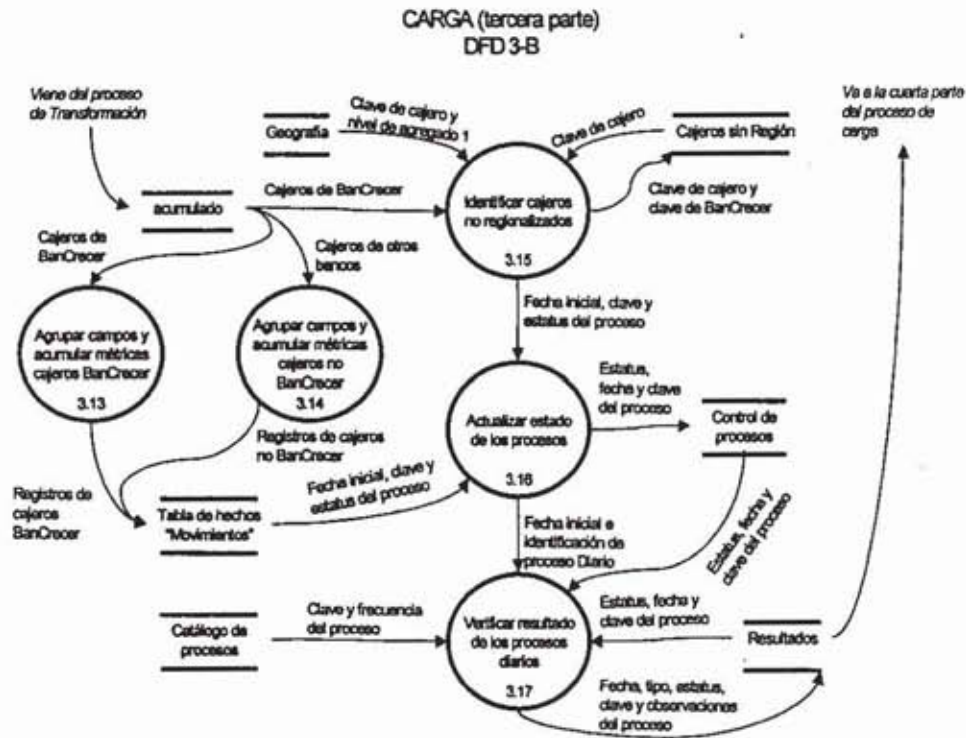 CARGA (tercera parte)
DFD 3-B
Viene del proceso
de Transformación
Va a la cuarta parte
del proceso de
carga
Geografía
Clave de cajero y
nivel de agregado 1
Clave de cajero
Cajeros sin Región
acumulado
Cajeros de BanCrecer
Identificar cajeros
no regionalizados
3.15
Clave de cajero y
clave de BanCrecer
Cajeros de
BanCrecer
Cajeros de otros
bancos
Agrupar campos y
acumular métricas
cajeros BanCrecer
3.13
Agrupar campos y
acumular métricas
cajeros no
BanCrecer
3.14
Fecha Inicial, clave y
estatus del proceso
Actualizar estado
de los procesos
3.16
Estatus,
fecha y clave
del proceso
Control de
procesos
Registros de cajeros
no BanCrecer
Registros de
cajeros
BanCrecer
Tabla de hechos
"Movimientos"
Fecha inicial, clave y
estatus del proceso
Fecha inicial e
identificación de
proceso Diario
Estatus, fecha y
clave del proceso
Catálogo de
procesos
Clave y frecuencia
del proceso
Verificar resultado
de los procesos
diarios
3.17
Estatus, fecha y
clave del proceso
Resultados
Fecha, tipo, estatus,
clave y observaciones
del proceso